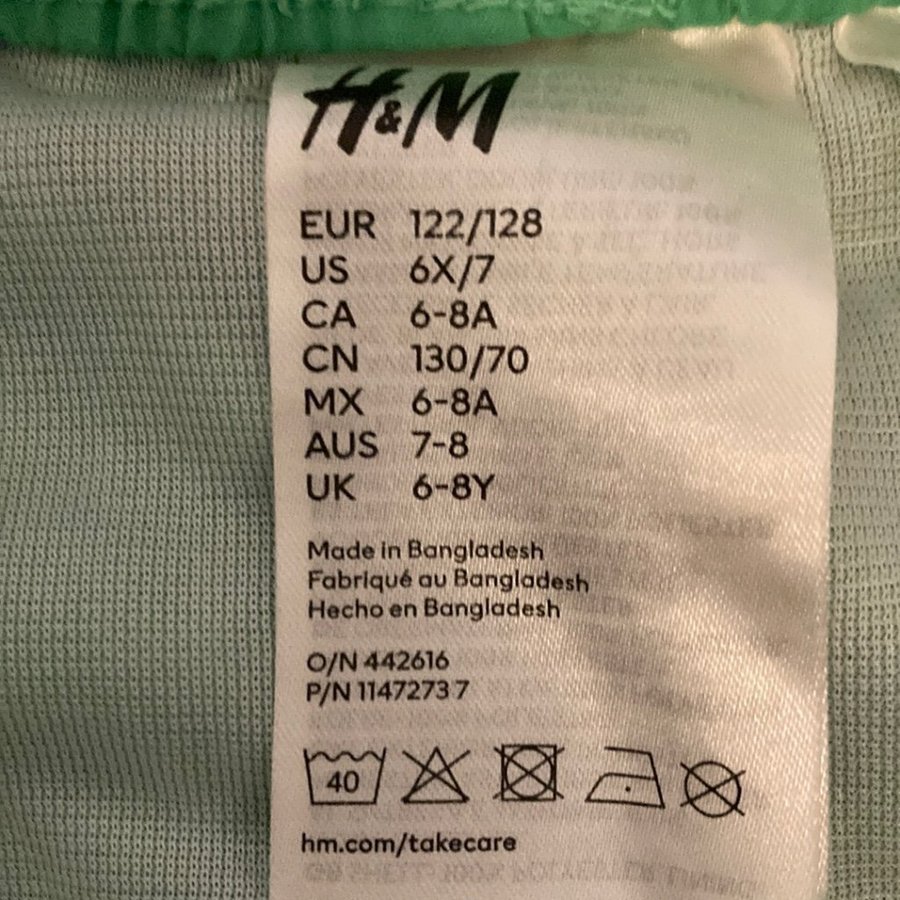 H&M
EUR 122/128
US 6X/7
CA 6-8A
CN 130/70
MX 6-8A
AUS 7-8
UK 6-8Y
Made in Bangladesh
Fabriqué au Bangladesh
Hecho en Bangladesh
O/N 442616
P/N 11472737
40
hm.com/takecare